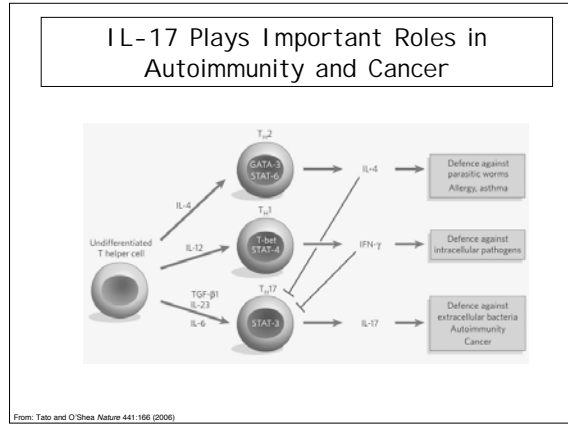 IL-17 Plays Important Roles in
Autoimmunity and Cancer
T_H2
GATA-3
STAT-6
IL-4
IL-4
Defence against
parasitic worms
Allergy, asthma
Undifferentiated
T helper cell
IL-12
T_H1
T-bet
STAT-4
IFN-γ
Defence against
intracellular pathogens
TGF-β1
IL-23
IL-6
T_H17
STAT-3
IL-17
Defence against
extracellular bacteria
Autoimmunity
Cancer
From: Tato and O'Shea Nature 441:166 (2006)